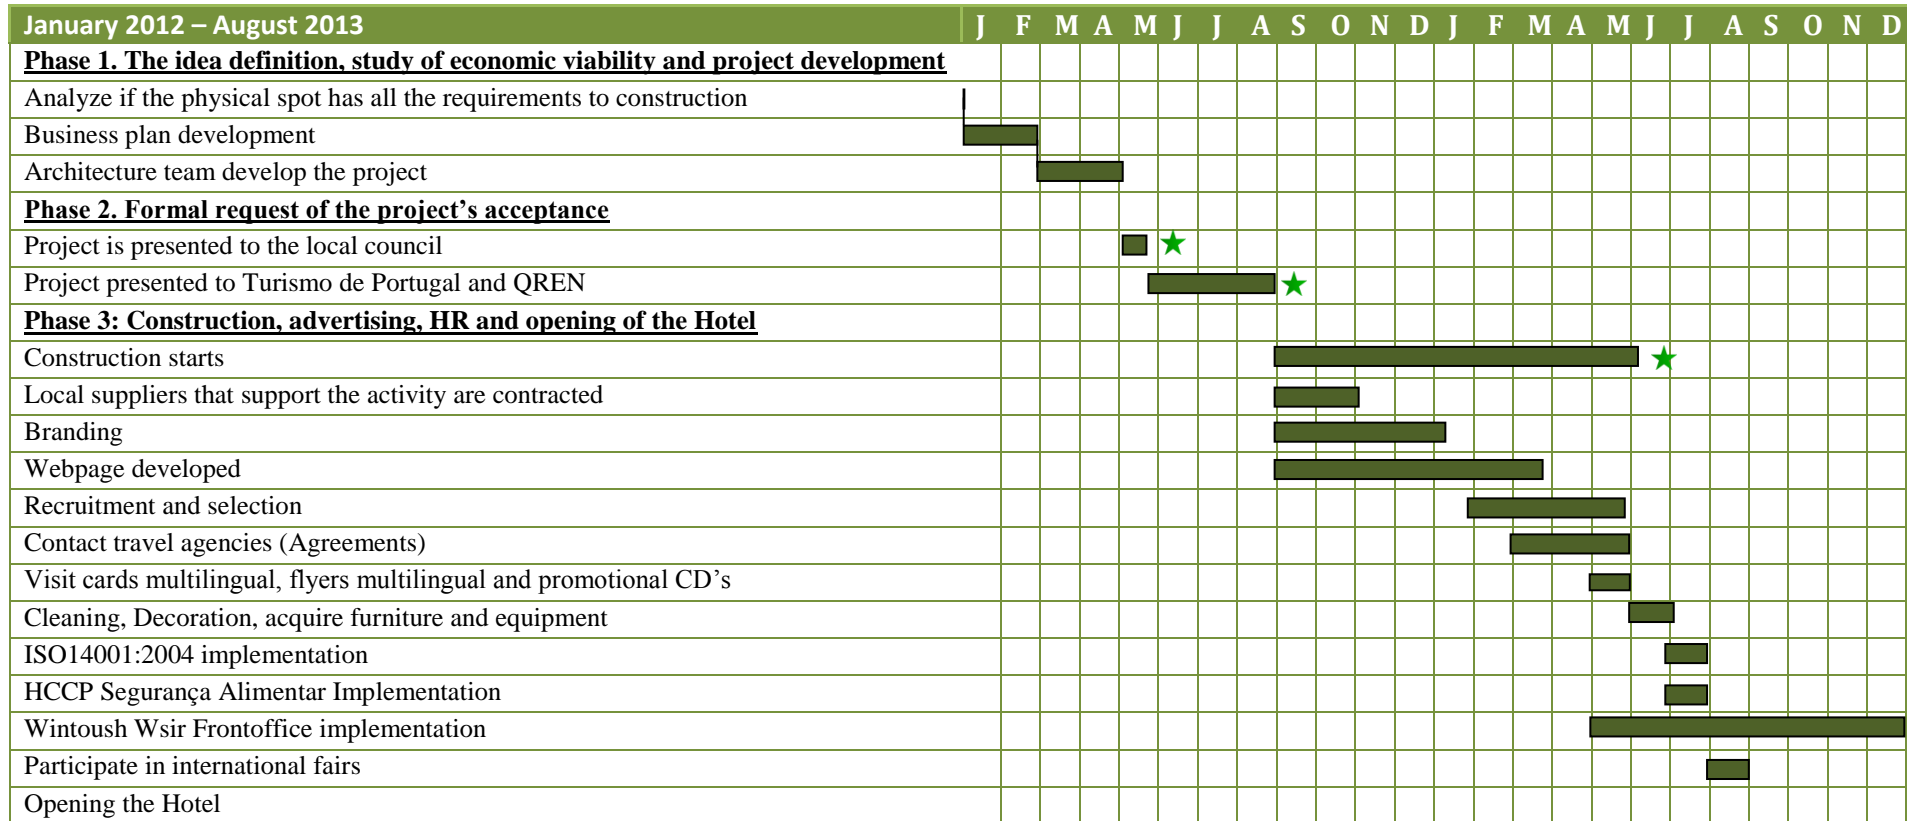 January 2012 – August 2013 J F M A M J J A S O N D J F M A M J J A S O N D
Phase 1. The idea definition, study of economic viability and project development
Analyze if the physical spot has all the requirements to construction
Business plan development
Architecture team develop the project
Phase 2. Formal request of the project’s acceptance
Project is presented to the local council
Project presented to Turismo de Portugal and QREN
Phase 3: Construction, advertising, HR and opening of the Hotel
Construction starts
Local suppliers that support the activity are contracted
Branding
Webpage developed
Recruitment and selection
Contact travel agencies (Agreements)
Visit cards multilingual, flyers multilingual and promotional CD’s
Cleaning, Decoration, acquire furniture and equipment
ISO14001:2004 implementation
HCCP Segurança Alimentar Implementation
Wintoush Wsir Frontoffice implementation
Participate in international fairs
Opening the Hotel